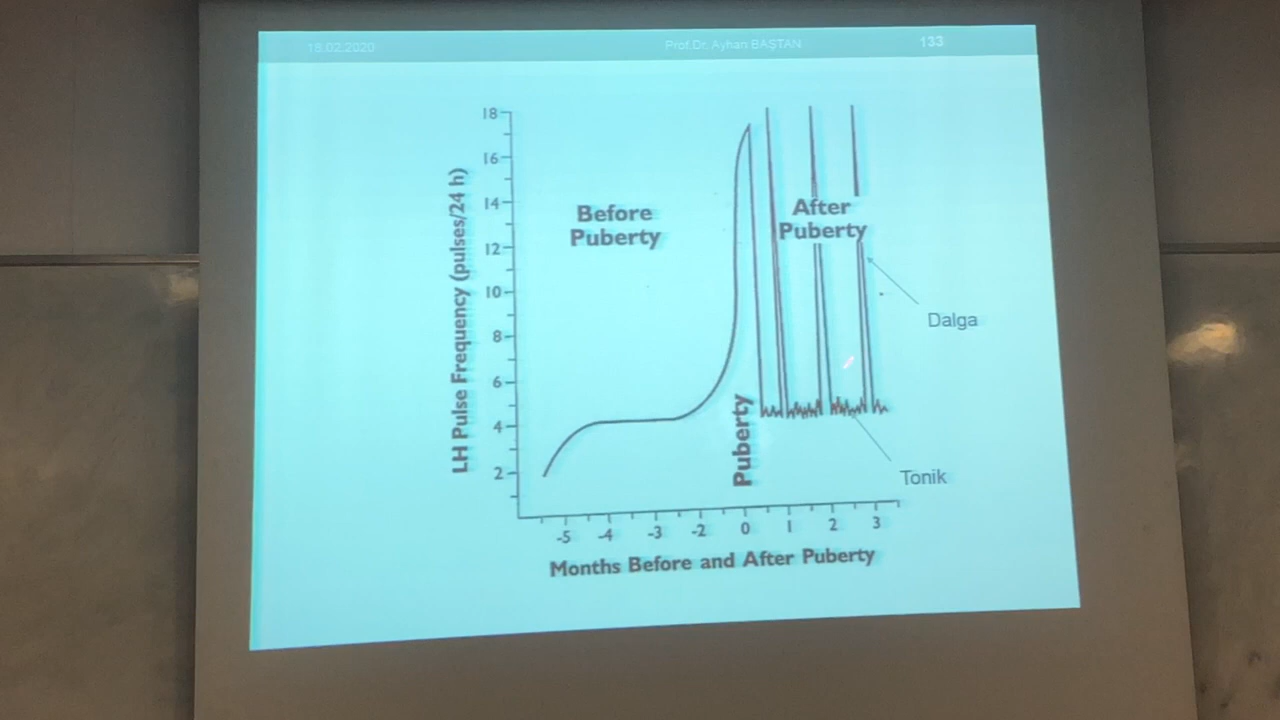 18.02.2020
Prof.Dr. Ayhan BAŞTAN
133
LH Pulse Frequency (pulses/24 h)
18
16
14
12
10
8
6
4
2
Before
Puberty
After
Puberty
Dalga
Puberty
Tonik
-5 -4 -3 -2 0 1 2 3
Months Before and After Puberty